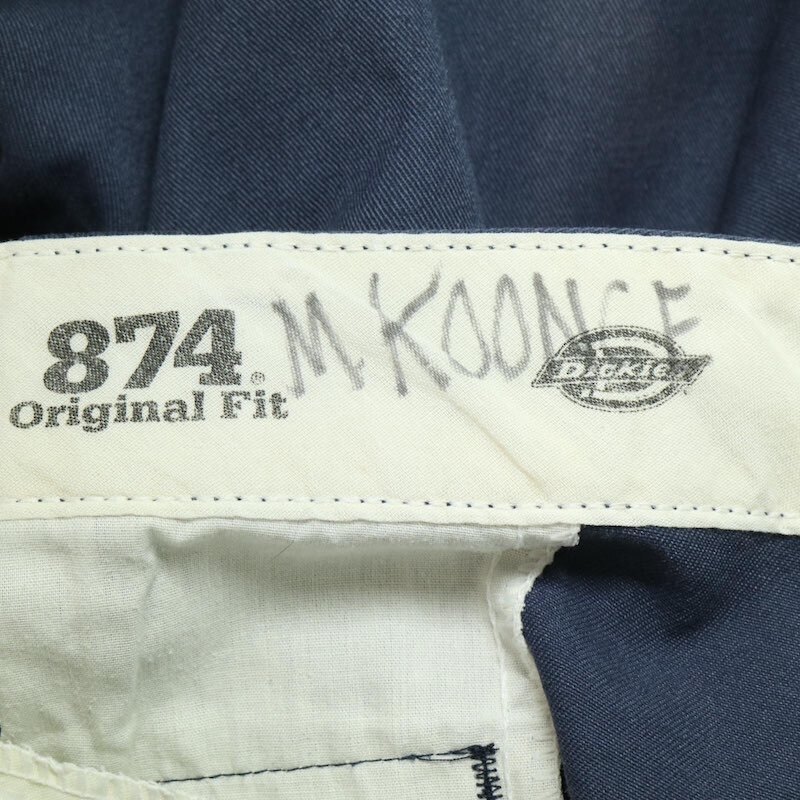 874®
Original Fit
M. KOONCE
Dickies